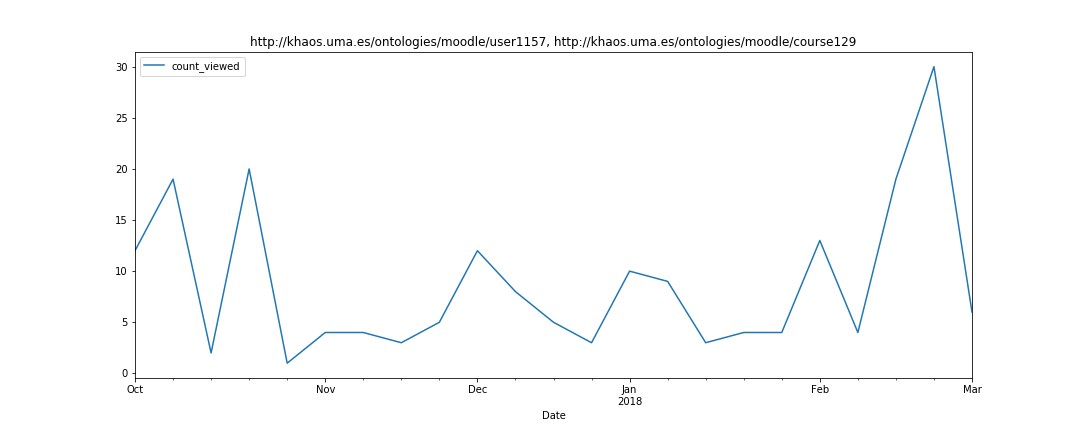 http://khaos.uma.es/ontologies/moodle/user1157, http://khaos.uma.es/ontologies/moodle/course129
count_viewed
30
25
20
15
10
5
0
Oct Nov Dec Jan Feb Mar
2018
Date